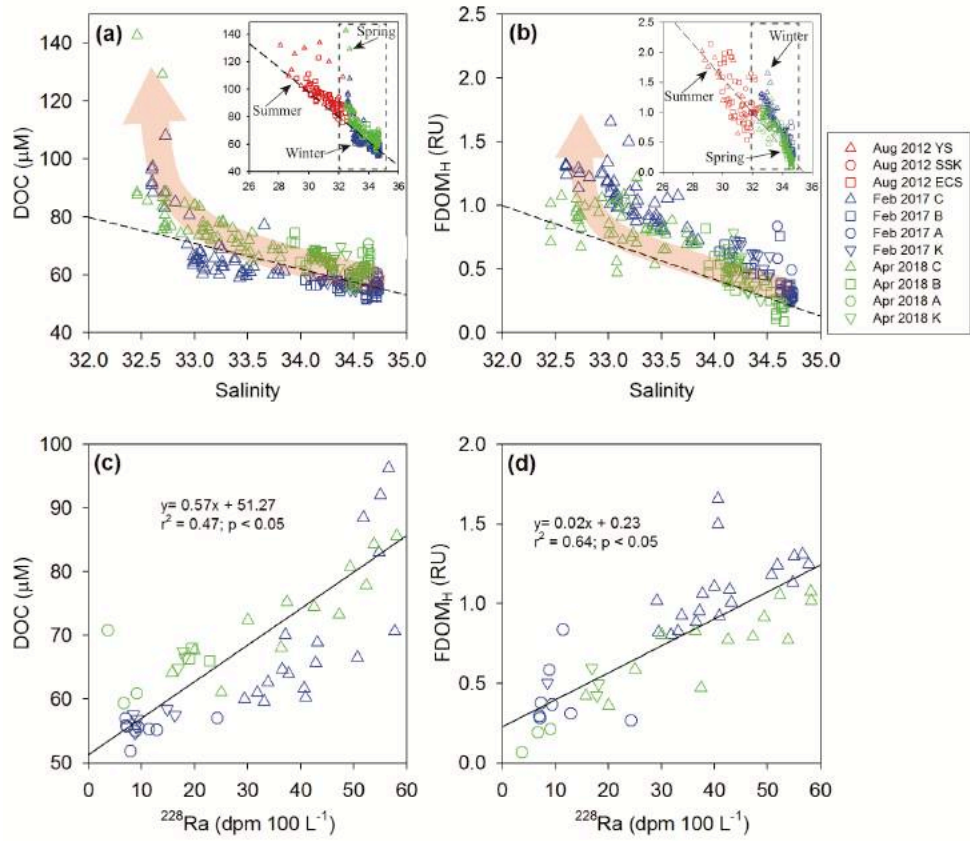 (a)
140
120
100
80
60
40
DOC (μM)
32.0 32.5 33.0 33.5 34.0 34.5 35.0
Salinity
140
120
100
80
60
40
26 28 30 32 34 36
Spring
Summer
Winter
(b)
2.5
2.0
1.5
1.0
0.5
0.0
FDOMH (RU)
32.0 32.5 33.0 33.5 34.0 34.5 35.0
Salinity
2.5
2.0
1.5
1.0
0.5
0.0
26 28 30 32 34 36
Winter
Summer
Spring
Aug 2012 YS
Aug 2012 SSK
Aug 2012 ECS
Feb 2017 C
Feb 2017 B
Feb 2017 A
Feb 2017 K
Apr 2018 C
Apr 2018 B
Apr 2018 A
Apr 2018 K
(c)
y= 0.57x + 51.27
r² = 0.47; p < 0.05
100
90
80
70
60
50
DOC (μM)
0 10 20 30 40 50 60
²²⁸Ra (dpm 100 L⁻¹)
(d)
y= 0.02x + 0.23
r² = 0.64; p < 0.05
2.0
1.5
1.0
0.5
0.0
FDOMH (RU)
0 10 20 30 40 50 60
²²⁸Ra (dpm 100 L⁻¹)